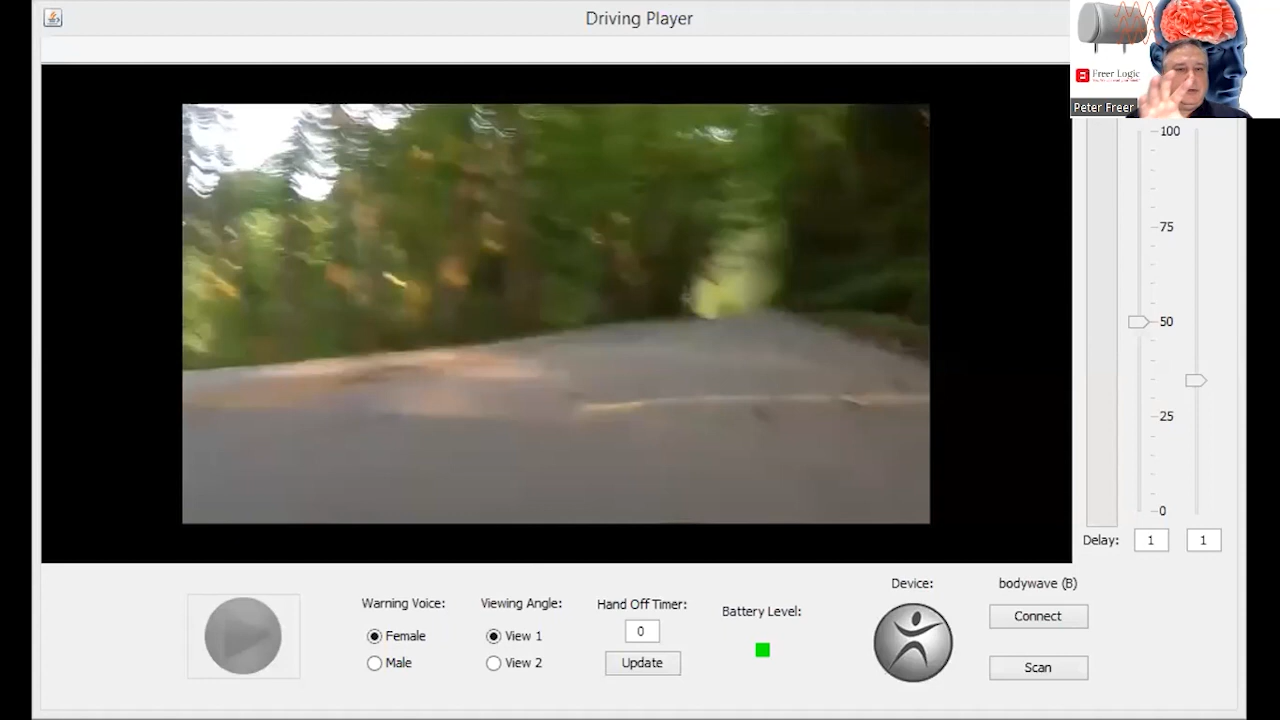 Driving Player
Freer Logic
Peter Freer
100
75
50
25
0
Delay: 1 1
Warning Voice:
Female
Male
Viewing Angle:
View 1
View 2
Hand Off Timer:
0
Update
Battery Level:
Device:
bodywave (B)
Connect
Scan